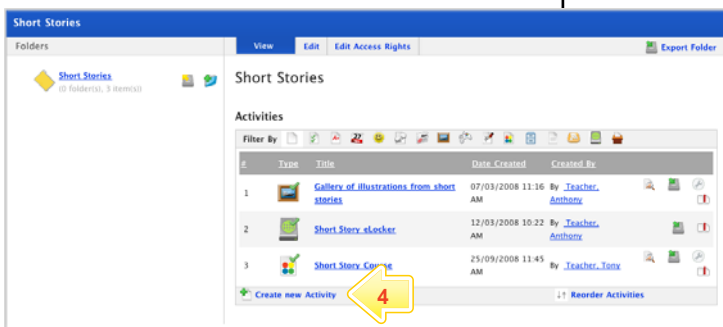 Short Stories
Folders
View Edit Edit Access Rights
Export Folder
Short Stories
(0 folder(s), 3 item(s))
Short Stories
Activities
Filter By
# Type Title Date Created Created By
1 Gallery of illustrations from short stories 07/03/2008 11:16 AM By Teacher, Anthony
2 Short Story eLocker 12/03/2008 10:22 AM By Teacher, Anthony
3 Short Story Course 25/09/2008 11:45 AM By Teacher, Tony
Create new Activity 4 Reorder Activities